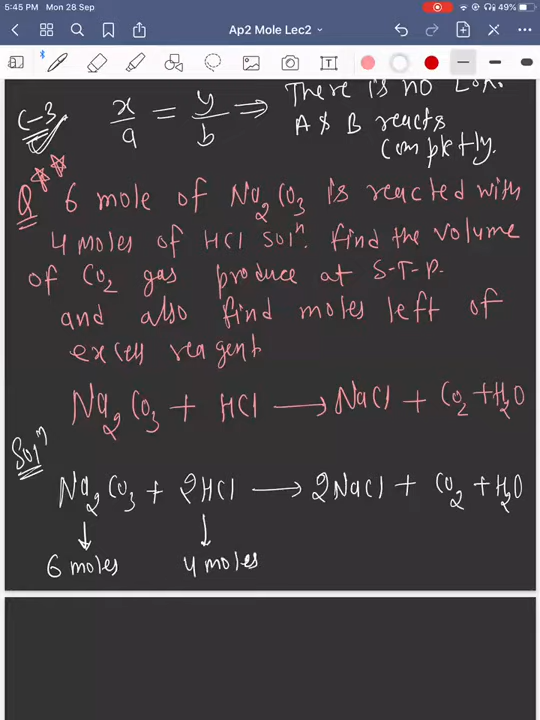 5:45 PM Mon 28 Sep
49%
Ap2 Mole Lec2
C-3
x/a = y/b ⇒ There is no L.R.
A & B reacts
completly.
Q 6 mole of Na₂CO₃ is reacted with
4 moles of HCl Solⁿ. find the volume
of CO₂ gas produce at S.T.P.
and also find moles left of
excess reagent
Na₂CO₃ + HCl ⟶ NaCl + CO₂ + H₂O
Solⁿ
Na₂CO₃ + 2HCl ⟶ 2NaCl + CO₂ + H₂O
6 moles 4 moles